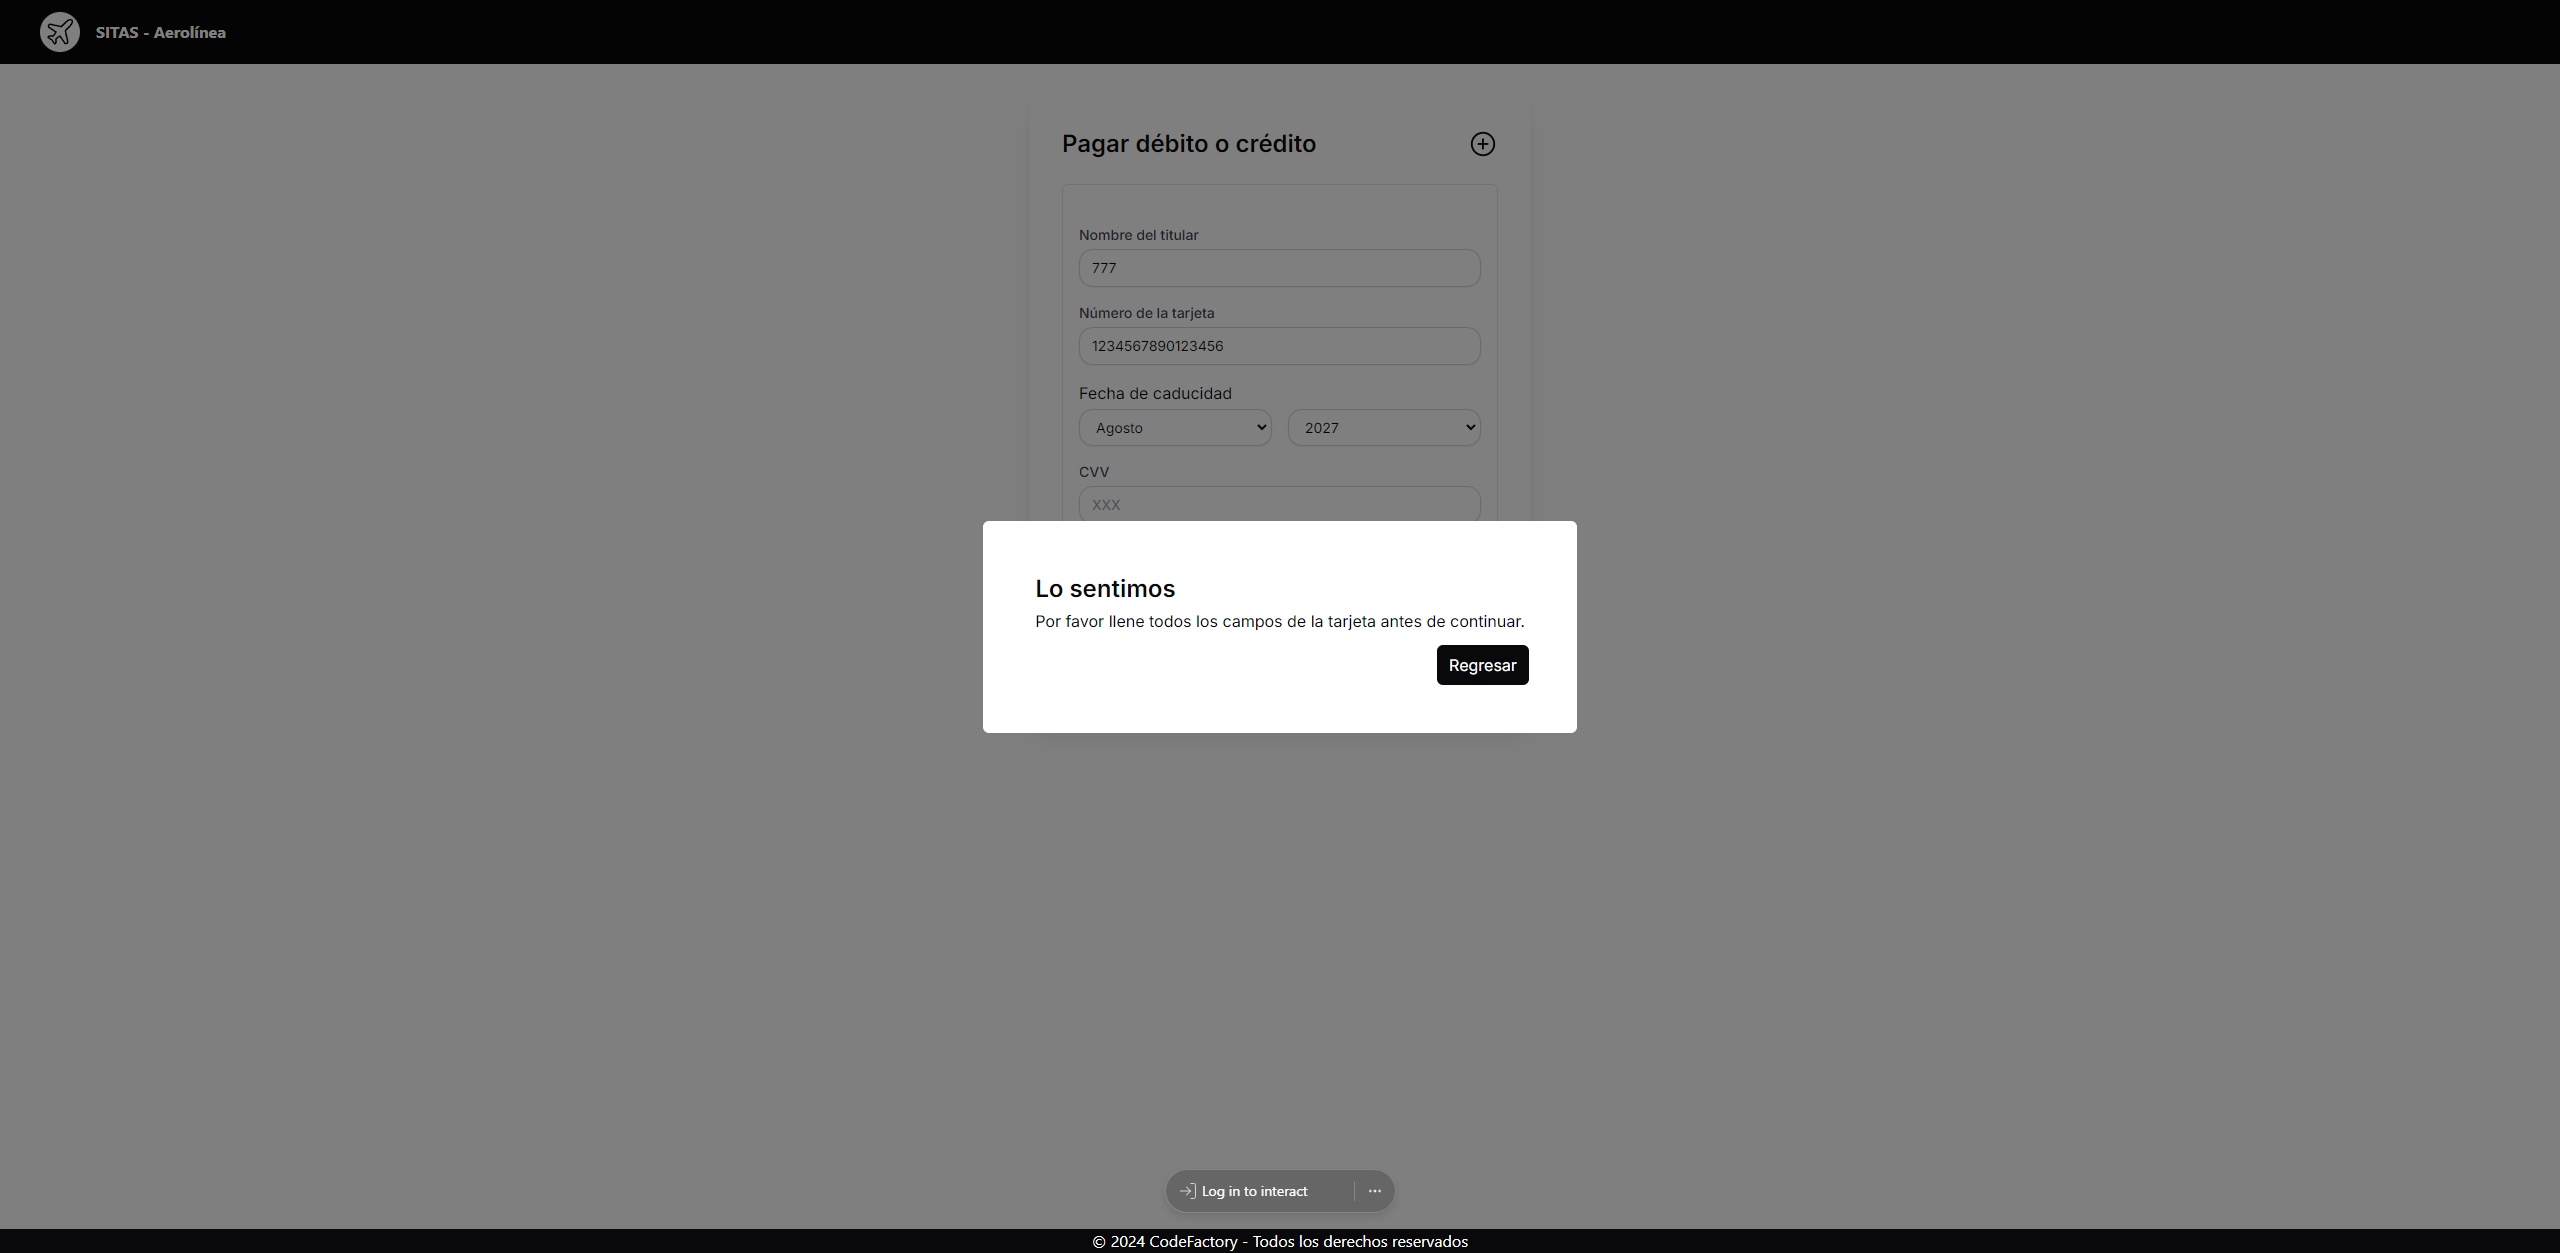 SITAS - Aerolínea
Pagar débito o crédito
Nombre del titular
777
Número de la tarjeta
1234567890123456
Fecha de caducidad
Agosto 2027
CVV
XXX
Lo sentimos
Por favor llene todos los campos de la tarjeta antes de continuar.
Regresar
Log in to interact
© 2024 CodeFactory - Todos los derechos reservados